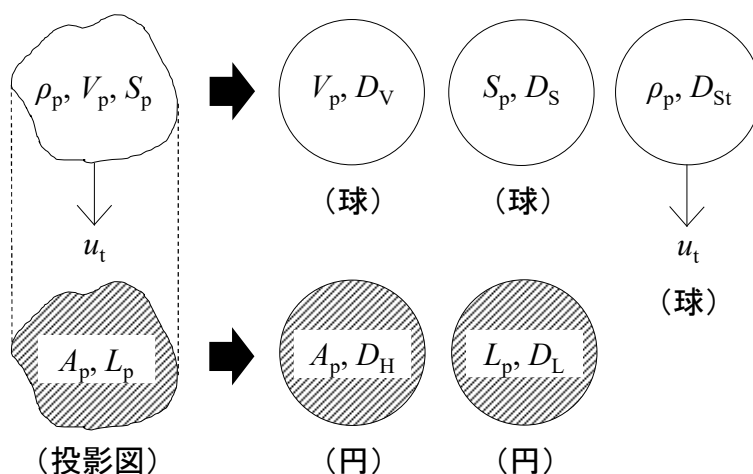 ρp, Vp, Sp
Vp, DV
Sp, DS
ρp, DSt
(球)
(球)
ut
ut
(球)
Ap, Lp
Ap, DH
Lp, DL
(投影図)
(円)
(円)